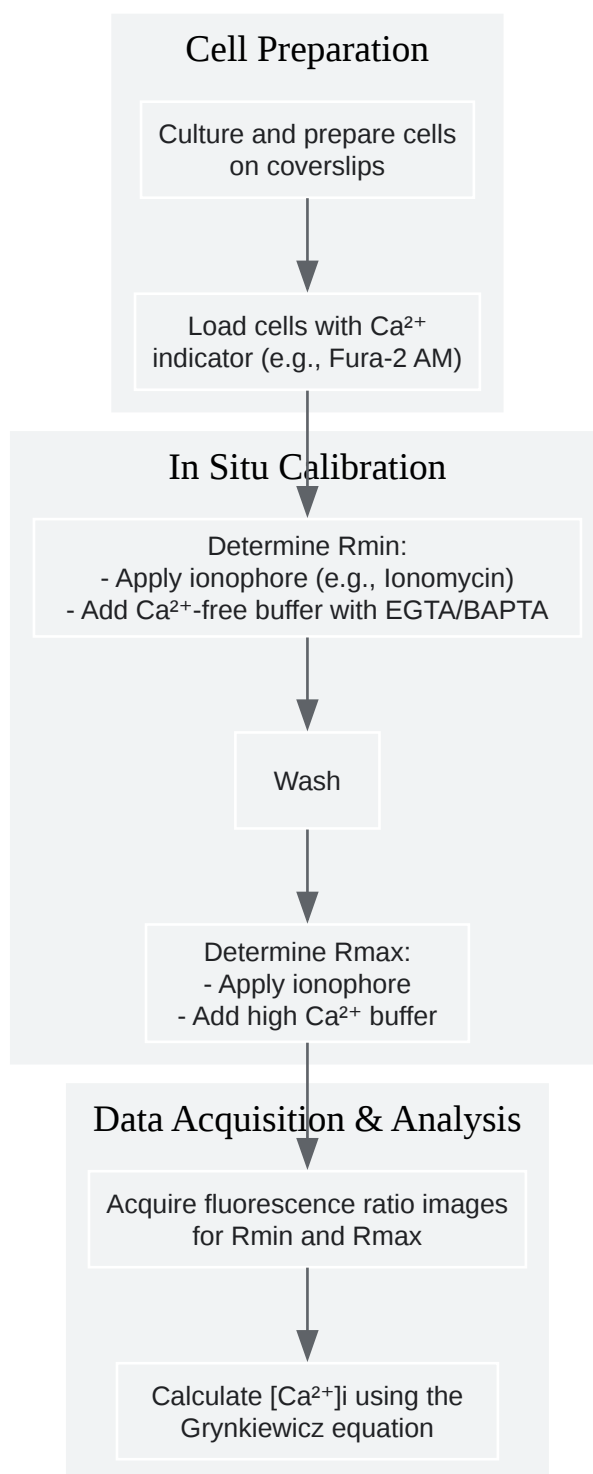 Cell Preparation
Culture and prepare cells
on coverslips
Load cells with Ca²⁺
indicator (e.g., Fura-2 AM)
In Situ Calibration
Determine Rmin:
- Apply ionophore (e.g., Ionomycin)
- Add Ca²⁺-free buffer with EGTA/BAPTA
Wash
Determine Rmax:
- Apply ionophore
- Add high Ca²⁺ buffer
Data Acquisition & Analysis
Acquire fluorescence ratio images
for Rmin and Rmax
Calculate [Ca²⁺]i using the
Grynkiewicz equation